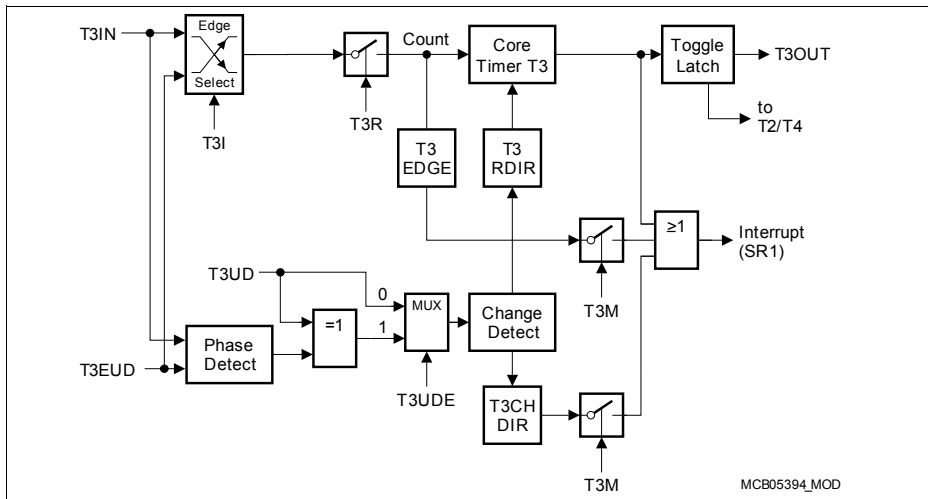 T3IN
Edge
Select
T3I
T3R
Count
Core
Timer T3
Toggle
Latch
T3OUT
to
T2/T4
T3
EDGE
T3
RDIR
≥1
Interrupt
(SR1)
T3M
T3UD
0
MUX
=1
1
Change
Detect
Phase
Detect
T3EUD
T3UDE
T3CH
DIR
T3M
MCB05394_MOD